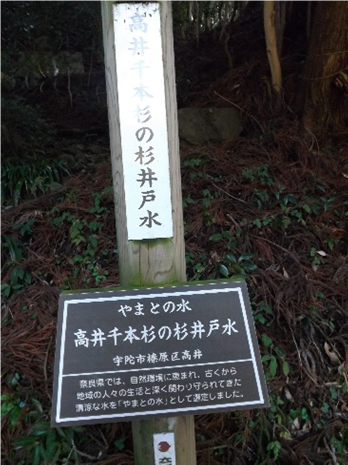 高井千本杉の杉井戸水
やまとの水
高井千本杉の杉井戸水
宇陀市榛原区高井
奈良県では、自然環境に恵まれ、古くから
地域の人々の生活と深く関わり守られてきた
清涼な水を「やまとの水」として選定しました。
奈